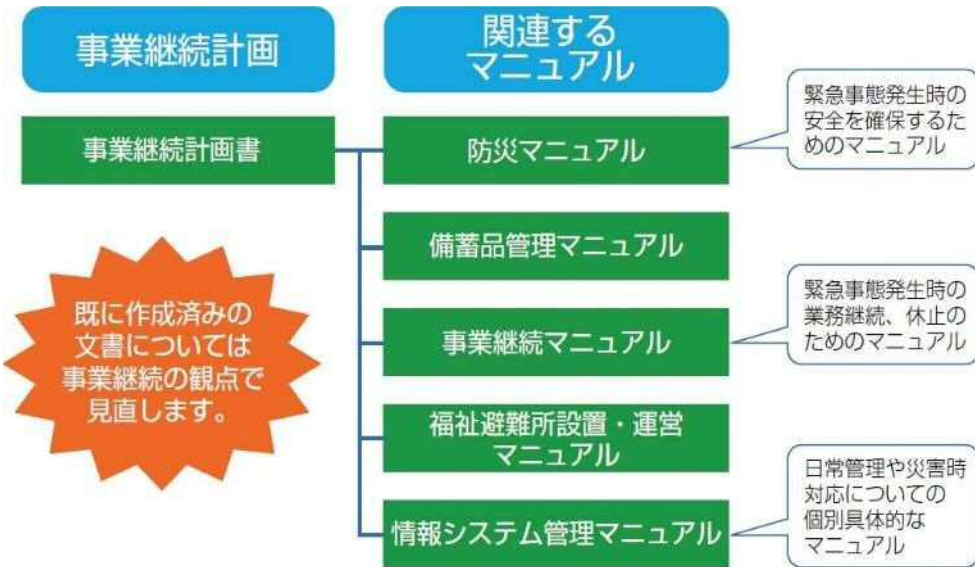 事業継続計画
関連する
マニュアル
事業継続計画書
防災マニュアル
緊急事態発生時の
安全を確保するた
めのマニュアル
備蓄品管理マニュアル
既に作成済みの
文書については
事業継続の観点で
見直します。
事業継続マニュアル
緊急事態発生時の
業務継続、休止の
ためのマニュアル
福祉避難所設置・運営
マニュアル
情報システム管理マニュアル
日常管理や災害時
対応についての
個別具体的な
マニュアル